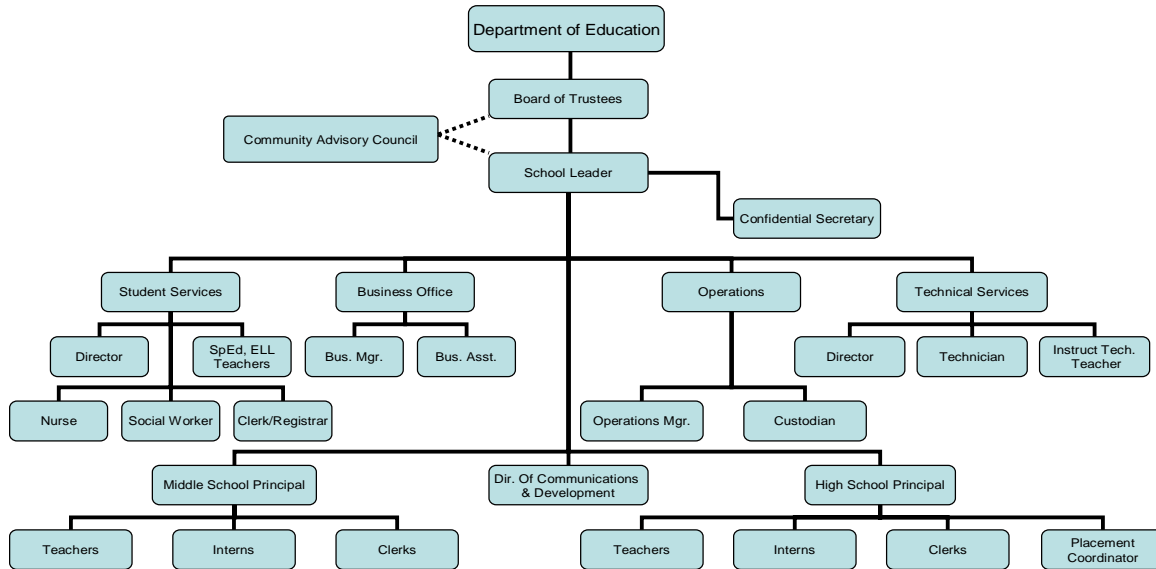 Department of Education
Board of Trustees
Community Advisory Council
School Leader
Confidential Secretary
Student Services
Business Office
Operations
Technical Services
Director
SpEd, ELL
Teachers
Bus. Mgr.
Bus. Asst.
Director
Technician
Instruct Tech.
Teacher
Nurse
Social Worker
Clerk/Registrar
Operations Mgr.
Custodian
Middle School Principal
Dir. Of Communications
& Development
High School Principal
Teachers
Interns
Clerks
Teachers
Interns
Clerks
Placement
Coordinator